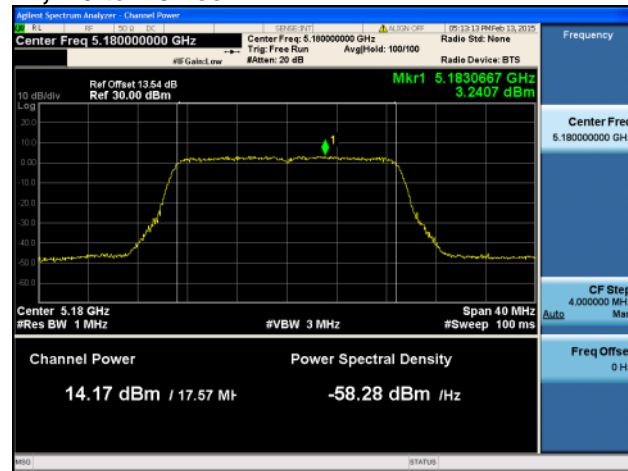 Agilent Spectrum Analyzer - Channel Power
RL RF 50 Ω DC SENSE:INT ALIGN OFF 05:13:13 PM Feb 13, 2015
Center Freq 5.180000000 GHz
Center Freq: 5.180000000 GHz
Radio Std: None
Trig: Free Run Avg|Hold: 100/100
#IFGain:Low #Atten: 20 dB Radio Device: BTS
Frequency
Ref Offset 13.54 dB
Mkr1 5.1830667 GHz
10 dB/div Ref 30.00 dBm
3.2407 dBm
Log
20.0
10.0
0.00
-10.0
-20.0
-30.0
-40.0
-50.0
-60.0
1
Center 5.18 GHz Span 40 MHz
#Res BW 1 MHz #VBW 3 MHz #Sweep 100 ms
Channel Power Power Spectral Density
14.17 dBm / 17.57 MH -58.28 dBm /Hz
Center Freq
5.180000000 GH
CF Step
4.000000 MH
Auto Ma
Freq Offse
0 H
MSG STATUS